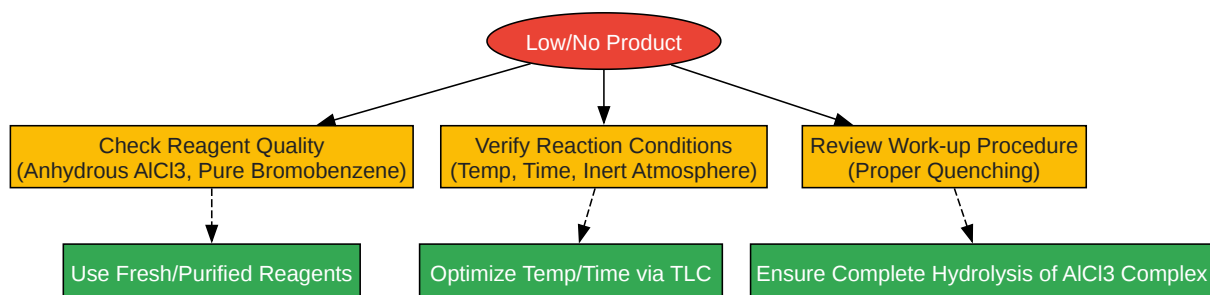 Low/No Product
Check Reagent Quality
(Anhydrous AlCl3, Pure Bromobenzene)
Verify Reaction Conditions
(Temp, Time, Inert Atmosphere)
Review Work-up Procedure
(Proper Quenching)
Use Fresh/Purified Reagents
Optimize Temp/Time via TLC
Ensure Complete Hydrolysis of AlCl3 Complex